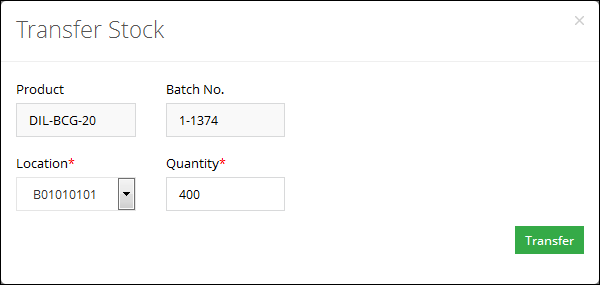 Transfer Stock
×
Product Batch No.
DIL-BCG-20 1-1374
Location* Quantity*
B01010101 400
Transfer